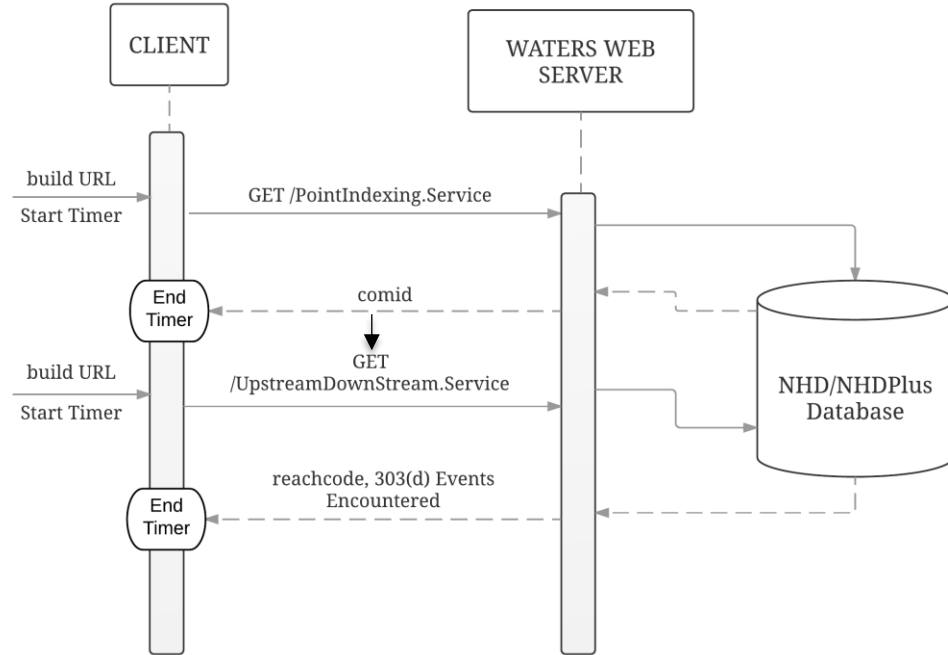 CLIENT
WATERS WEB
SERVER
build URL
Start Timer
GET /PointIndexing.Service
End
Timer
comid
GET
/UpstreamDownStream.Service
build URL
Start Timer
NHD/NHDPlus
Database
reachcode, 303(d) Events
Encountered
End
Timer